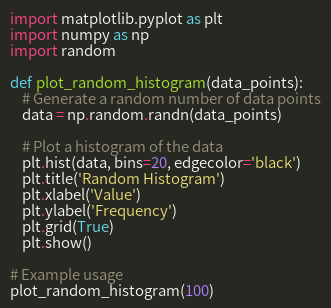 import matplotlib.pyplot as plt
import numpy as np
import random

def plot_random_histogram(data_points):
    # Generate a random number of data points
    data = np.random.randn(data_points)

    # Plot a histogram of the data
    plt.hist(data, bins=20, edgecolor='black')
    plt.title('Random Histogram')
    plt.xlabel('Value')
    plt.ylabel('Frequency')
    plt.grid(True)
    plt.show()

# Example usage
plot_random_histogram(100)